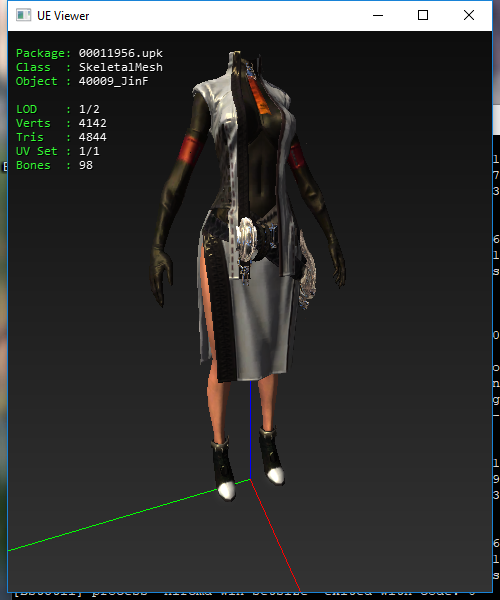 UE Viewer
Package: 00011956.upk
Class  : SkeletalMesh
Object : 40009_JinF
LOD    : 1/2
Verts  : 4142
Tris   : 4844
UV Set : 1/1
Bones  : 98